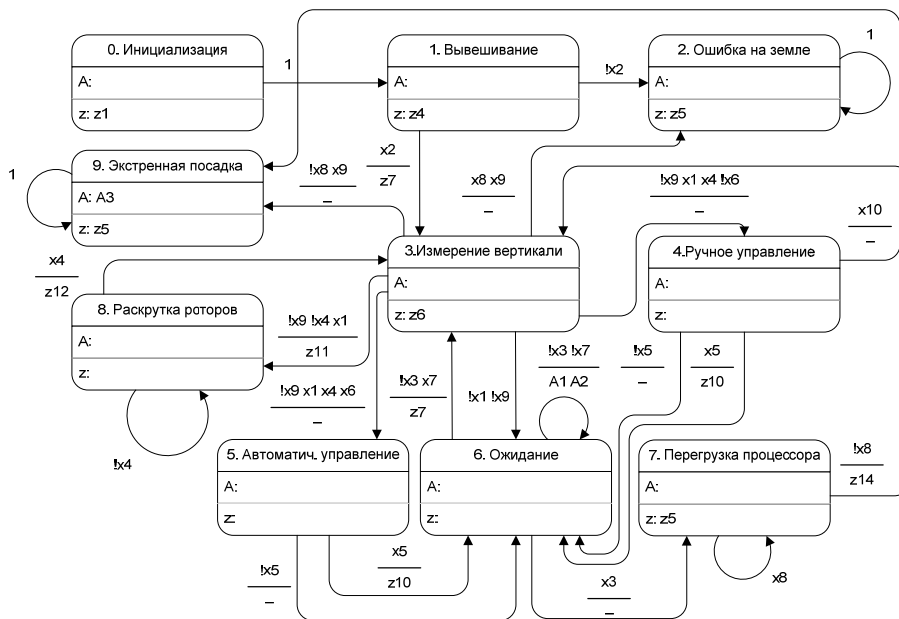 0. Инициализация
A:
z: z1
1
1. Вывешивание
A:
z: z4
!x2
2. Ошибка на земле
A:
z: z5
1
9. Экстренная посадка
A: A3
z: z5
1
!x8 x9
–
x2
z7
x8 x9
–
!x9 x1 x4 !x6
–
x10
–
3.Измерение вертикали
A:
z: z6
4.Ручное управление
A:
z:
x4
z12
8. Раскрутка роторов
A:
z:
!x4
!x9 !x4 x1
z11
!x9 x1 x4 x6
–
!x3 x7
z7
!x1 !x9
!x3 !x7
A1 A2
!x5
–
x5
z10
5. Автоматич. управление
A:
z:
6. Ожидание
A:
z:
7. Перегрузка процессора
A:
z: z5
!x8
z14
!x5
–
x5
z10
x3
–
x8